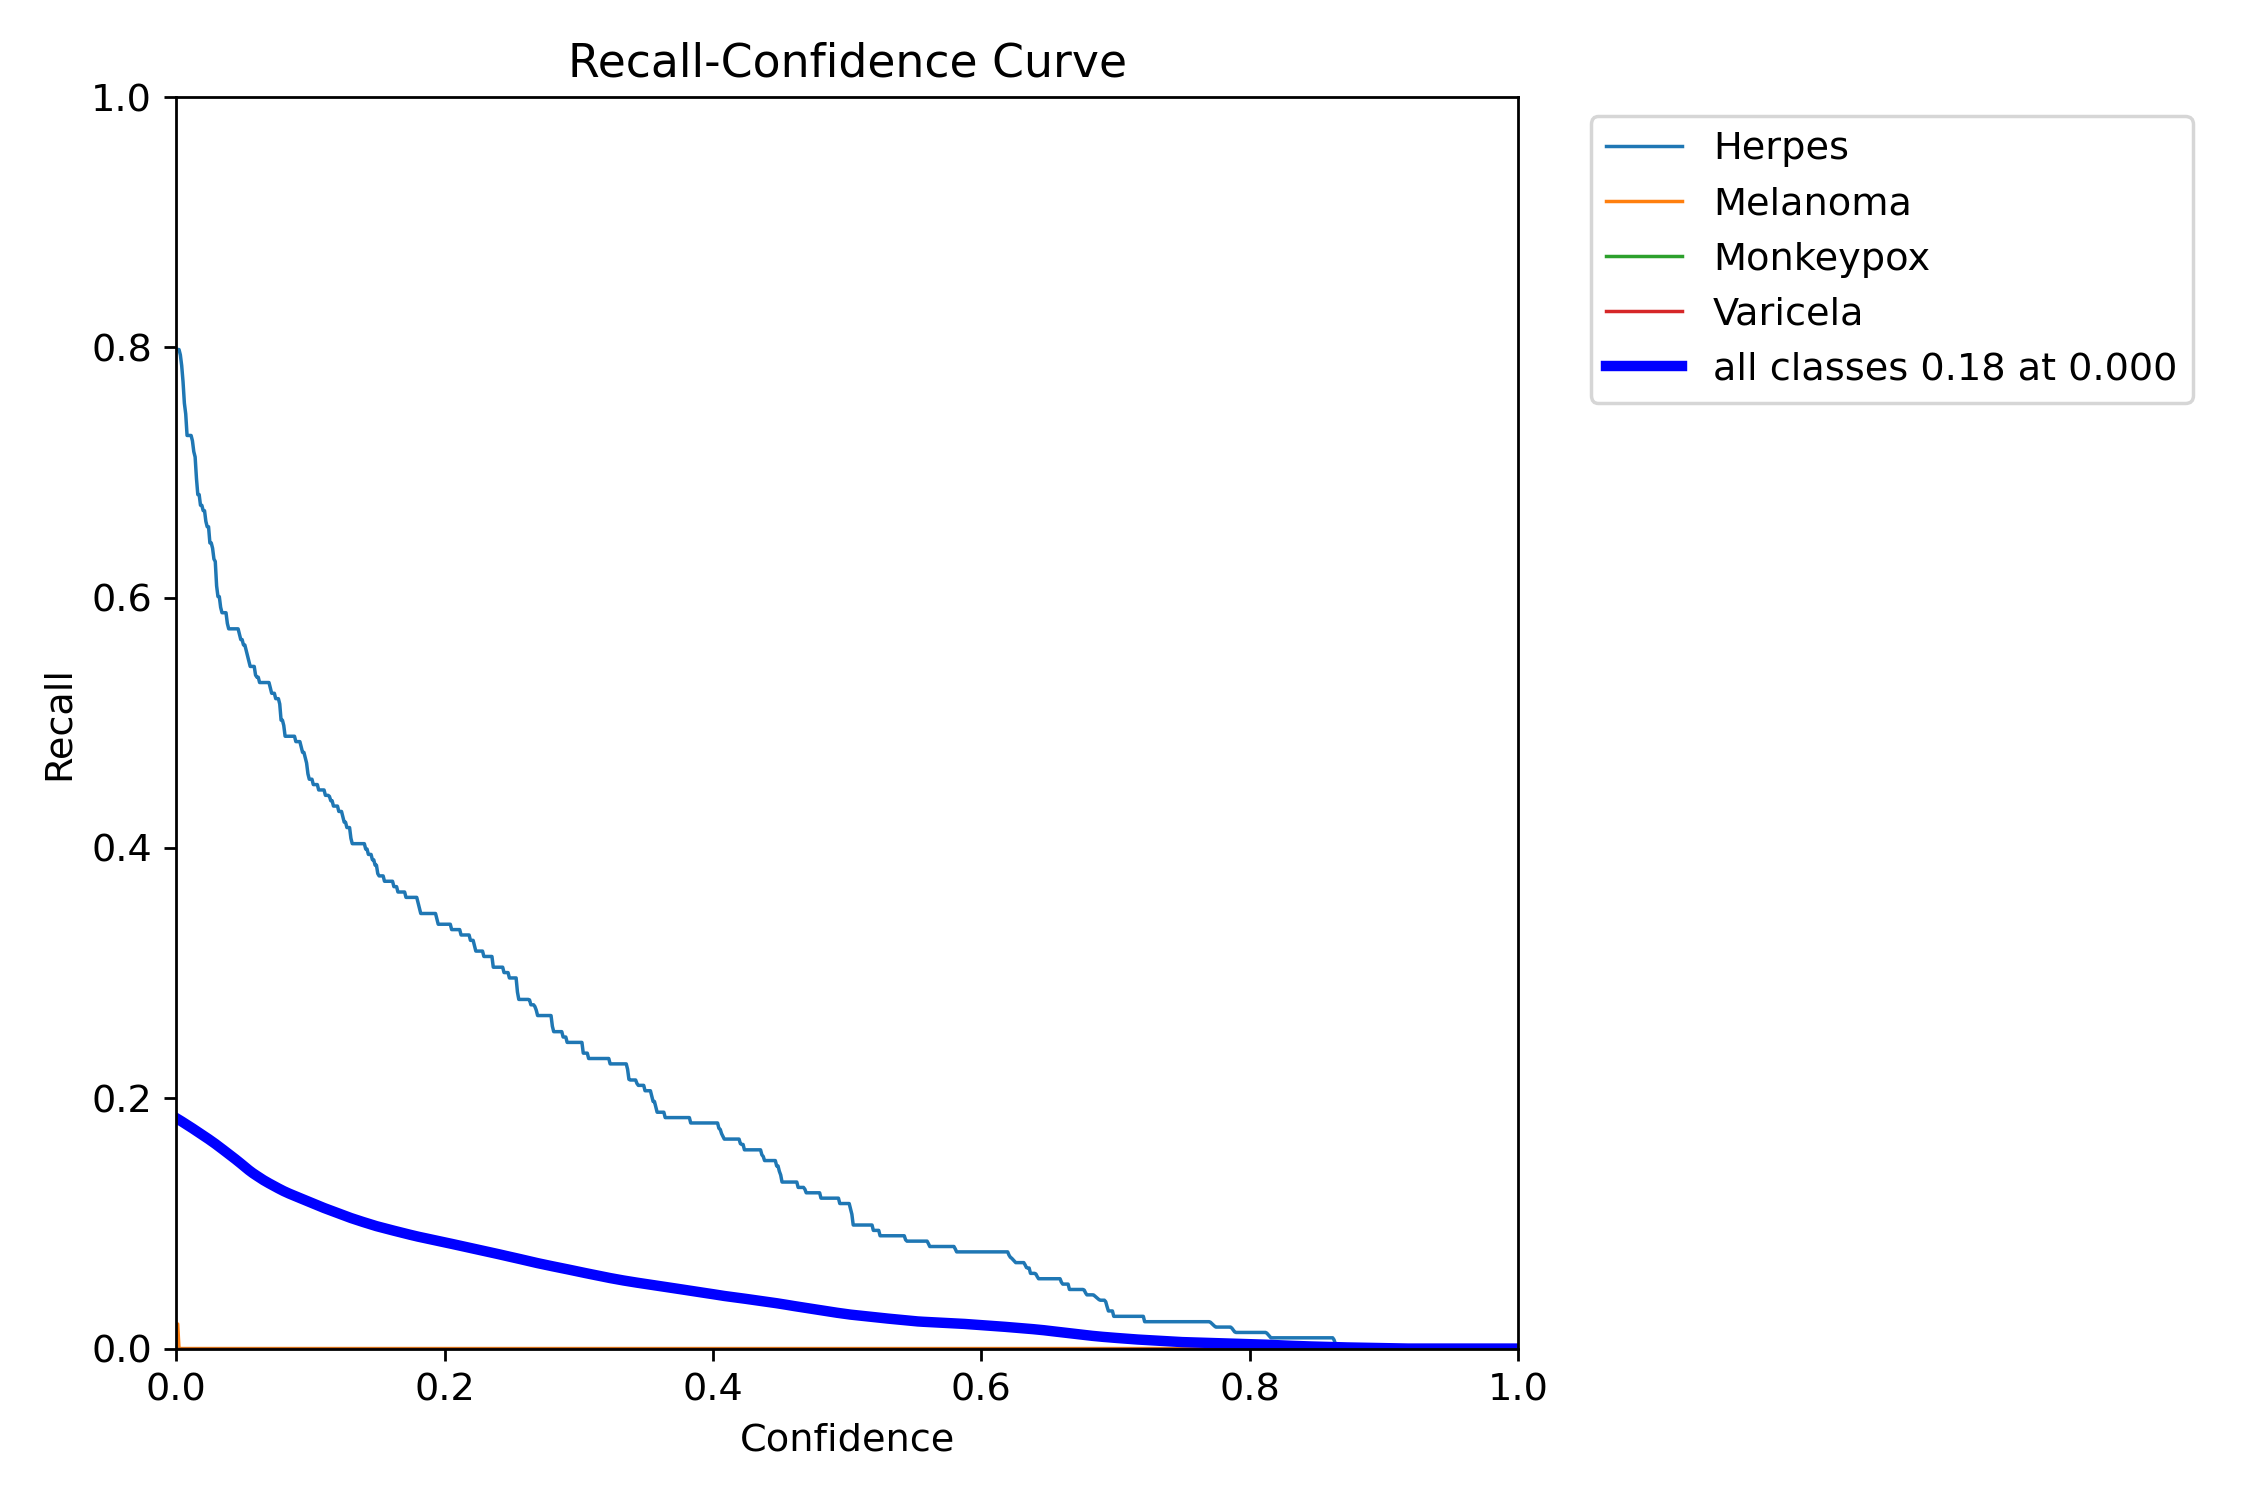 Recall-Confidence Curve
1.0
0.8
0.6
0.4
0.2
0.0
Recall
0.0 0.2 0.4 0.6 0.8 1.0
Confidence
Herpes
Melanoma
Monkeypox
Varicela
all classes 0.18 at 0.000